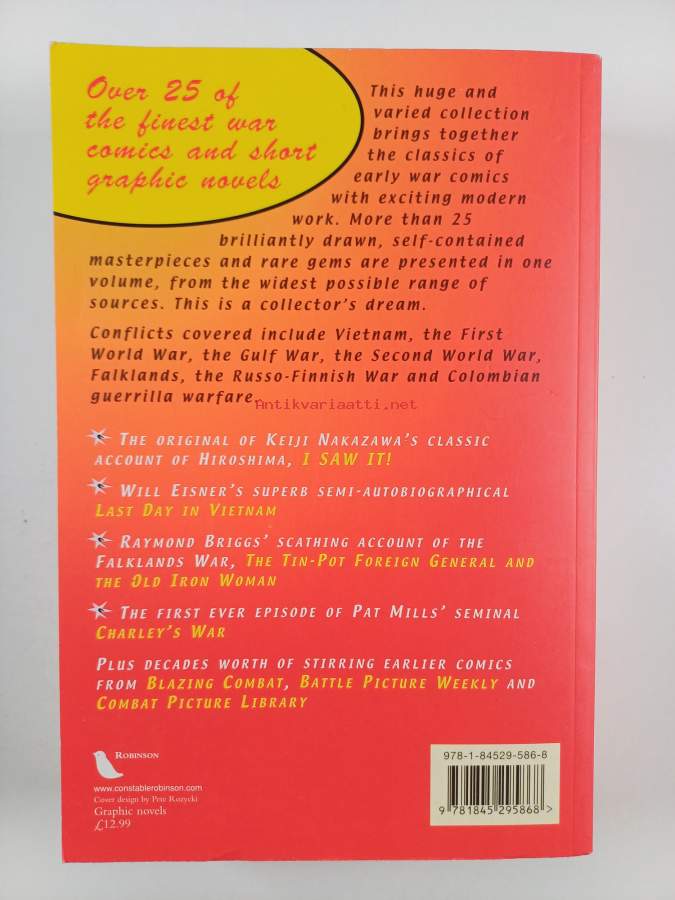 Over 25 of
the finest war
comics and short
graphic novels
This huge and
varied collection
brings together
the classics of
early war comics
with exciting modern
work. More than 25
brilliantly drawn, self-contained
masterpieces and rare gems are presented in one
volume, from the widest possible range of
sources. This is a collector's dream.
Conflicts covered include Vietnam, the First
World War, the Gulf War, the Second World War,
Falklands, the Russo-Finnish War and Colombian
guerrilla warfare.
Antikvariaatti.net
The original of Keiji Nakazawa's classic
account of Hiroshima, I SAW IT!
Will Eisner's superb semi-autobiographical
Last Day in Vietnam
Raymond Briggs' scathing account of the
Falklands War, The Tin-Pot Foreign General and
the Old Iron Woman
The first ever episode of Pat Mills' seminal
Charley's War
Plus decades worth of stirring earlier comics
from Blazing Combat, Battle Picture Weekly and
Combat Picture Library
Robinson
www.constablerobinson.com
Cover design by Pete Rozycki
Graphic novels
£12.99
978-1-84529-586-8
9 781845 295868 >